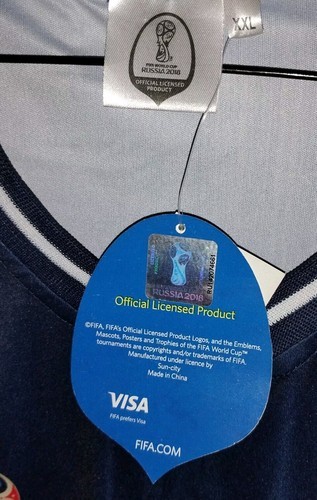 XXL
FIFA WORLD CUP
RUSSIA 2018
OFFICIAL LICENSED
PRODUCT
RUSSIA 2018
Official Licensed Product
©FIFA, FIFA's Official Licensed Product Logos, and the Emblems,
Mascots, Posters and Trophies of the FIFA World Cup™
tournaments are copyrights and/or trademarks of FIFA.
Manufactured under licence by
Sun-city
Made in China
VISA
FIFA prefers Visa
FIFA.COM